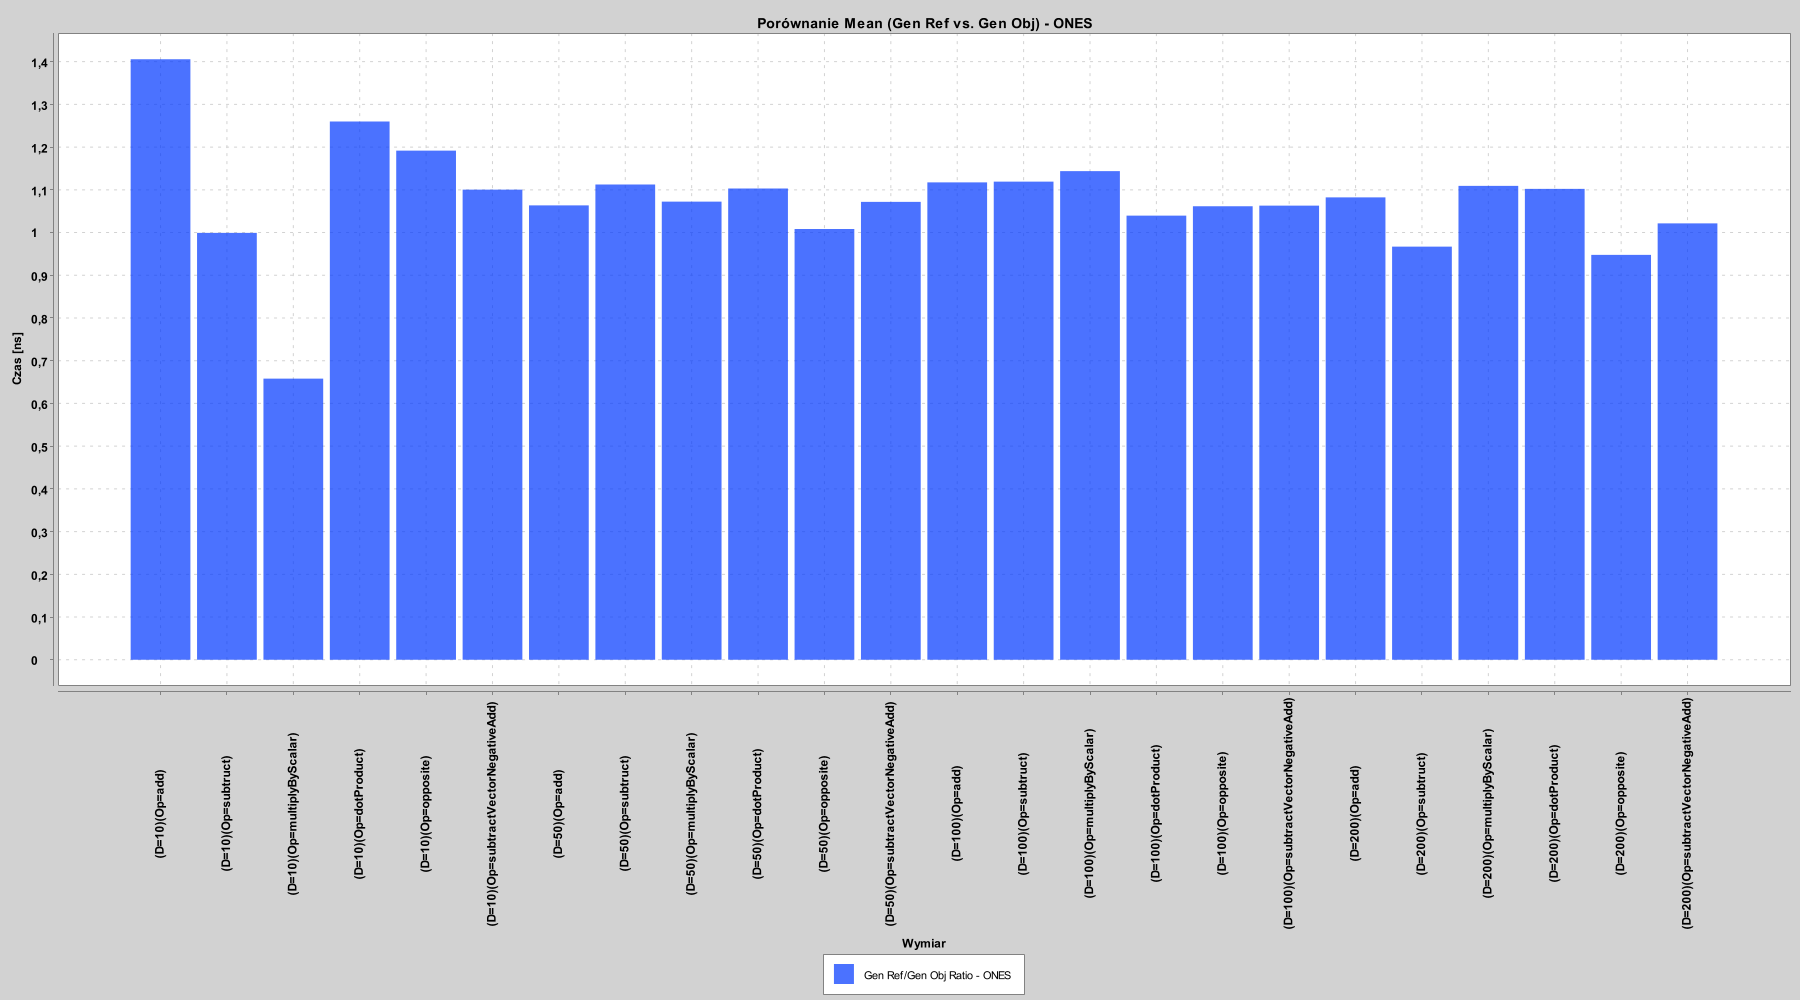 Porównanie Mean (Gen Ref vs. Gen Obj) - ONES
Czas [ns]
1,4
1,3
1,2
1,1
1
0,9
0,8
0,7
0,6
0,5
0,4
0,3
0,2
0,1
0
(D=10)(Op=add)
(D=10)(Op=subtruct)
(D=10)(Op=multiplyByScalar)
(D=10)(Op=dotProduct)
(D=10)(Op=opposite)
(D=10)(Op=subtractVectorNegativeAdd)
(D=50)(Op=add)
(D=50)(Op=subtruct)
(D=50)(Op=multiplyByScalar)
(D=50)(Op=dotProduct)
(D=50)(Op=opposite)
(D=50)(Op=subtractVectorNegativeAdd)
(D=100)(Op=add)
(D=100)(Op=subtruct)
(D=100)(Op=multiplyByScalar)
(D=100)(Op=dotProduct)
(D=100)(Op=opposite)
(D=100)(Op=subtractVectorNegativeAdd)
(D=200)(Op=add)
(D=200)(Op=subtruct)
(D=200)(Op=multiplyByScalar)
(D=200)(Op=dotProduct)
(D=200)(Op=opposite)
(D=200)(Op=subtractVectorNegativeAdd)
Wymiar
Gen Ref/Gen Obj Ratio - ONES